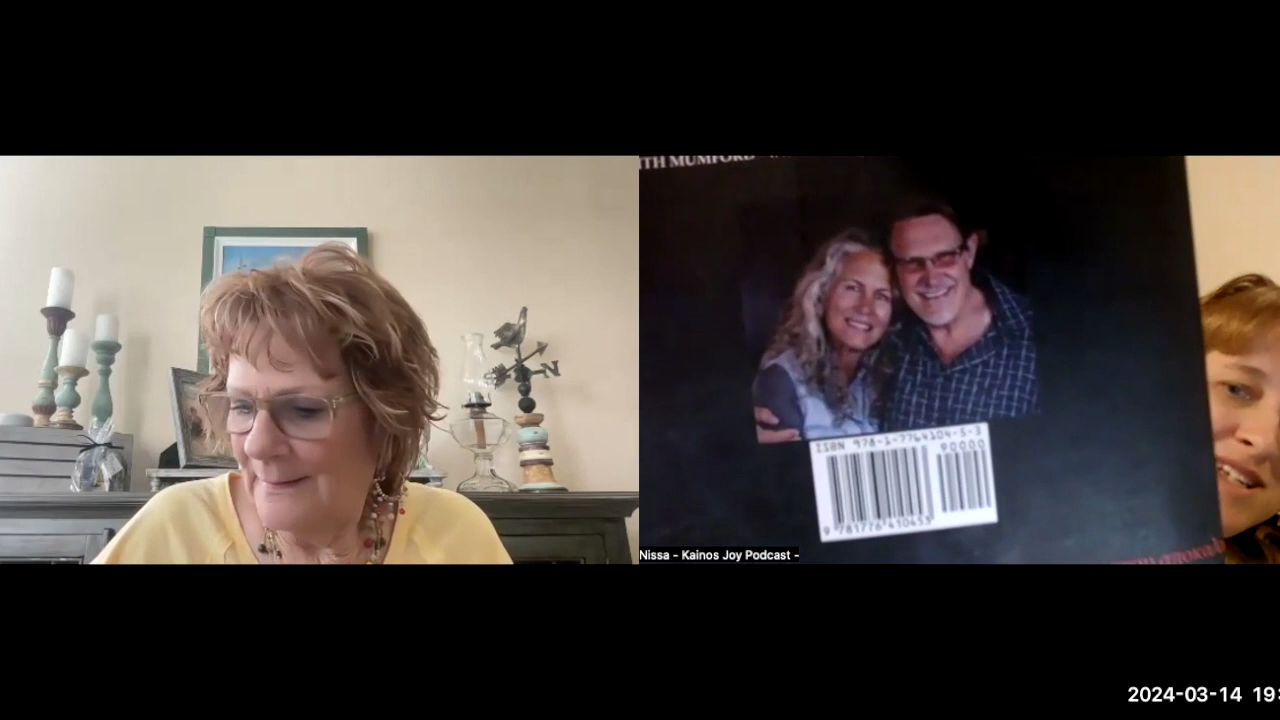 ITH MUMFORD
ISBN 978-1-7764104-5-3
90000
9 781776 410453
N
Nissa - Kainos Joy Podcast -
2024-03-14 19: